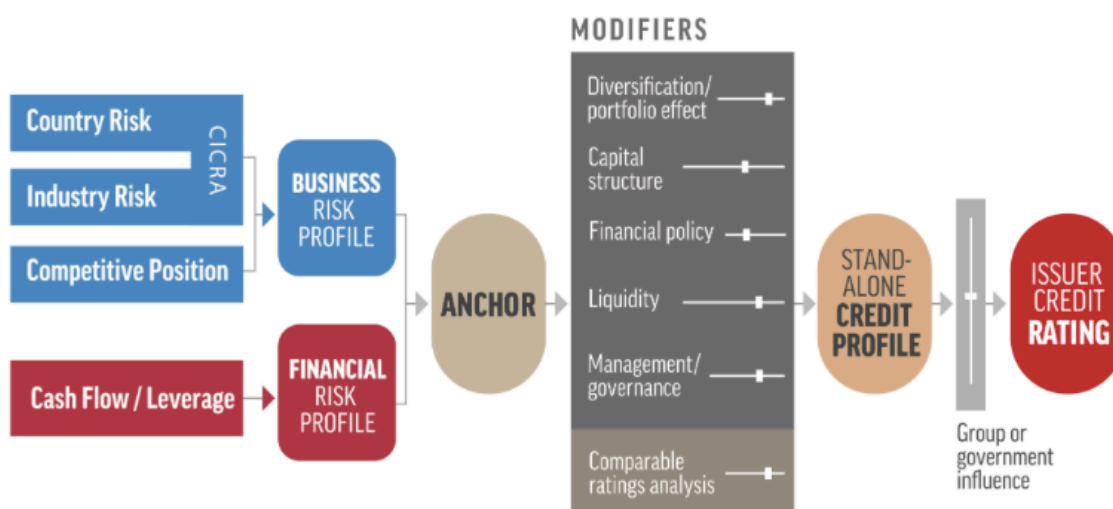 MODIFIERS
Country Risk
Industry Risk
CICRA
Competitive Position
Cash Flow / Leverage
BUSINESS
RISK
PROFILE
FINANCIAL
RISK
PROFILE
ANCHOR
Diversification/
portfolio effect
Capital
structure
Financial policy
Liquidity
Management/
governance
Comparable
ratings analysis
STAND-
ALONE
CREDIT
PROFILE
Group or
government
influence
ISSUER
CREDIT
RATING